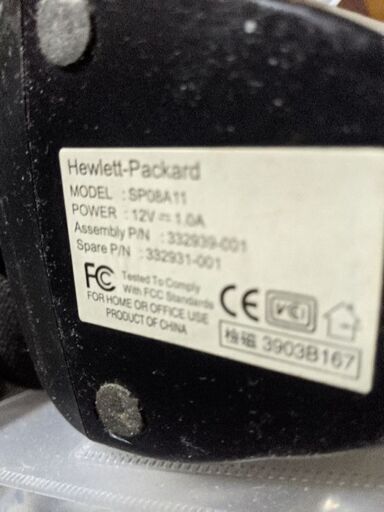 Hewlett-Packard
MODEL : SP08A11
POWER : 12V ⎓ 1.0A
Assembly P/N : 332939-001
Spare P/N : 332931-001
FC Tested To Comply
With FCC Standards
FOR HOME OR OFFICE USE
PRODUCT OF CHINA
CE VCI
檢磁 3903B167